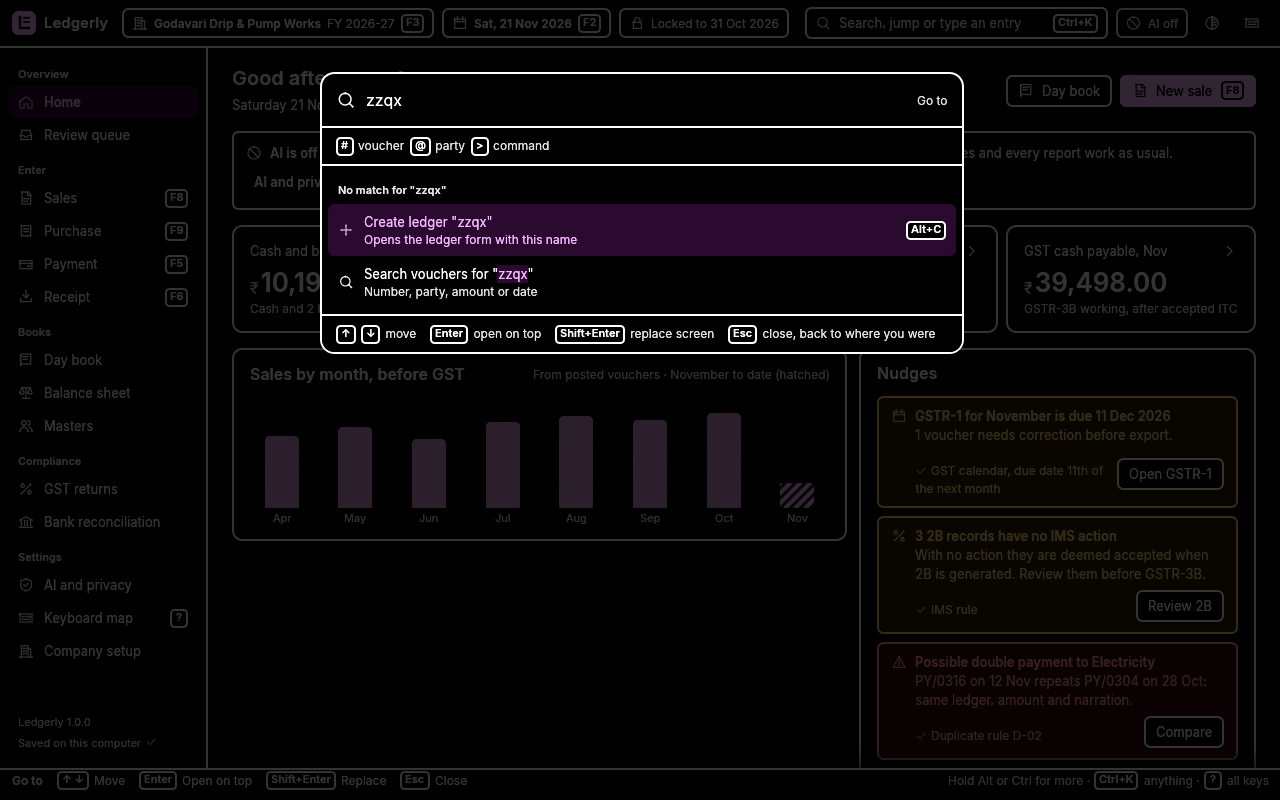 Ledgerly
Godavari Drip & Pump Works FY 2026-27 F3
Sat, 21 Nov 2026 F2
Locked to 31 Oct 2026
Search, jump or type an entry Ctrl+K
AI off
Overview
Home
Review queue
Enter
Sales F8
Purchase F9
Payment F5
Receipt F6
Books
Day book
Balance sheet
Masters
Compliance
GST returns
Bank reconciliation
Settings
AI and privacy
Keyboard map ?
Company setup
Ledgerly 1.0.0
Saved on this computer
Good
Saturday 21
Day book
New sale F8
AI is off
and every report work as usual.
zzqx
Go to
# voucher @ party > command
No match for "zzqx"
Create ledger "zzqx" Alt+C
Opens the ledger form with this name
Search vouchers for "zzqx"
Number, party, amount or date
↑ ↓ move Enter open on top Shift+Enter replace screen Esc close, back to where you were
Cash and
₹10,19
Cash and 2
GST cash payable, Nov
₹39,498.00
GSTR-3B working, after accepted ITC
Sales by month, before GST
From posted vouchers · November to date (hatched)
Apr May Jun Jul Aug Sep Oct Nov
Nudges
GSTR-1 for November is due 11 Dec 2026
1 voucher needs correction before export.
✓ GST calendar, due date 11th of
the next month
Open GSTR-1
3 2B records have no IMS action
With no action they are deemed accepted when
2B is generated. Review them before GSTR-3B.
✓ IMS rule
Review 2B
Possible double payment to Electricity
PY/0316 on 12 Nov repeats PY/0304 on 28 Oct:
same ledger, amount and narration.
✓ Duplicate rule D-02
Compare
Go to ↑↓ Move Enter Open on top Shift+Enter Replace Esc Close
Hold Alt or Ctrl for more · Ctrl+K anything · ? all keys